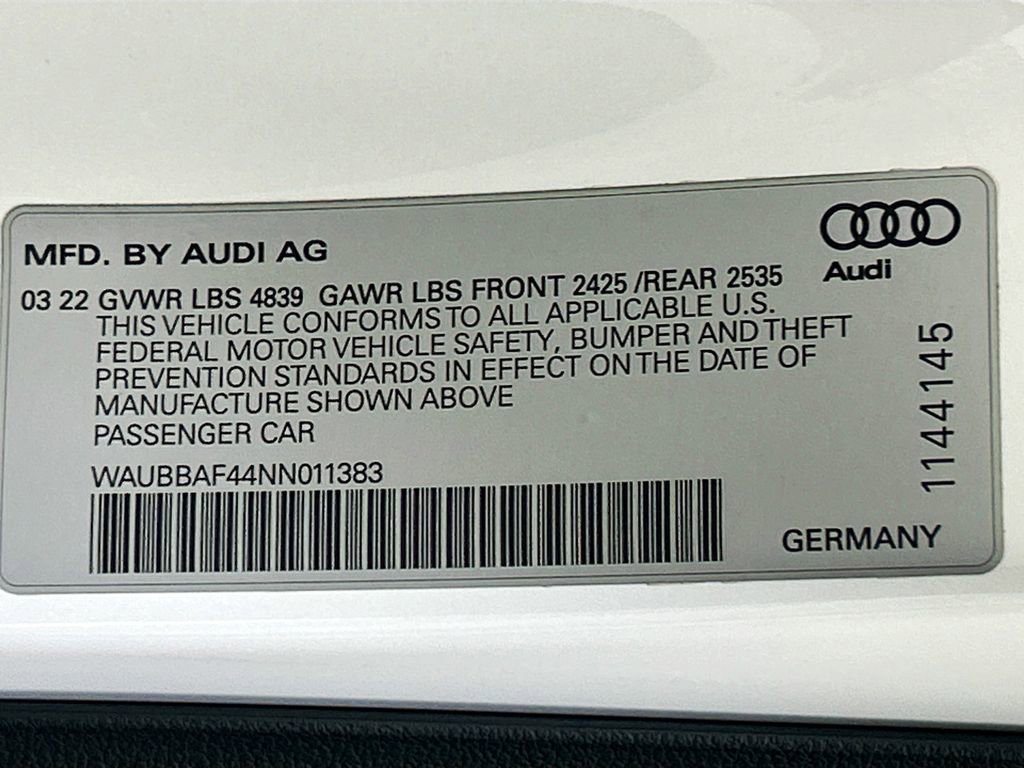 MFD. BY AUDI AG
Audi
03 22 GVWR LBS 4839 GAWR LBS FRONT 2425 /REAR 2535
THIS VEHICLE CONFORMS TO ALL APPLICABLE U.S.
FEDERAL MOTOR VEHICLE SAFETY, BUMPER AND THEFT
PREVENTION STANDARDS IN EFFECT ON THE DATE OF
MANUFACTURE SHOWN ABOVE
PASSENGER CAR
WAUBBAF44NN011383
1144145
GERMANY